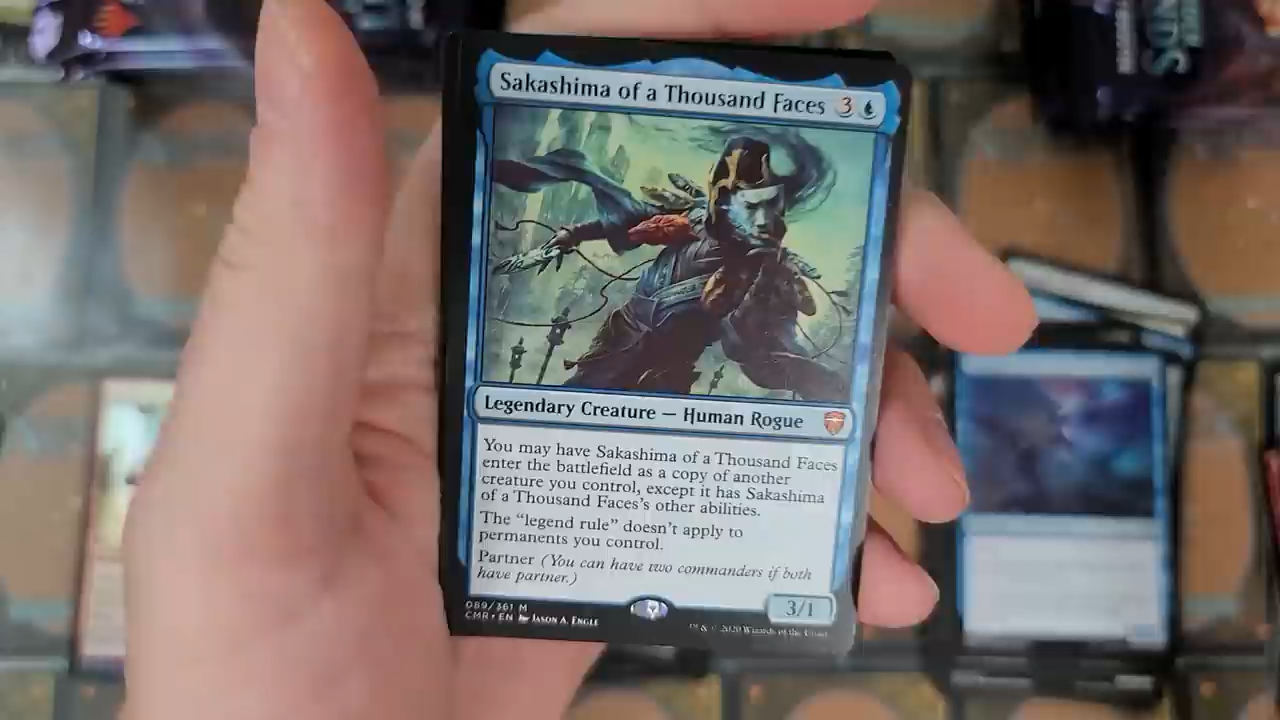 Sakashima of a Thousand Faces 3
Legendary Creature — Human Rogue
You may have Sakashima of a Thousand Faces
enter the battlefield as a copy of another
creature you control, except it has Sakashima
of a Thousand Faces's other abilities.
The "legend rule" doesn't apply to
permanents you control.
Partner (You can have two commanders if both
have partner.)
3/1
089/361 M
CMR • EN Jason A. Engle
™ & © 2020 Wizards of the Coast